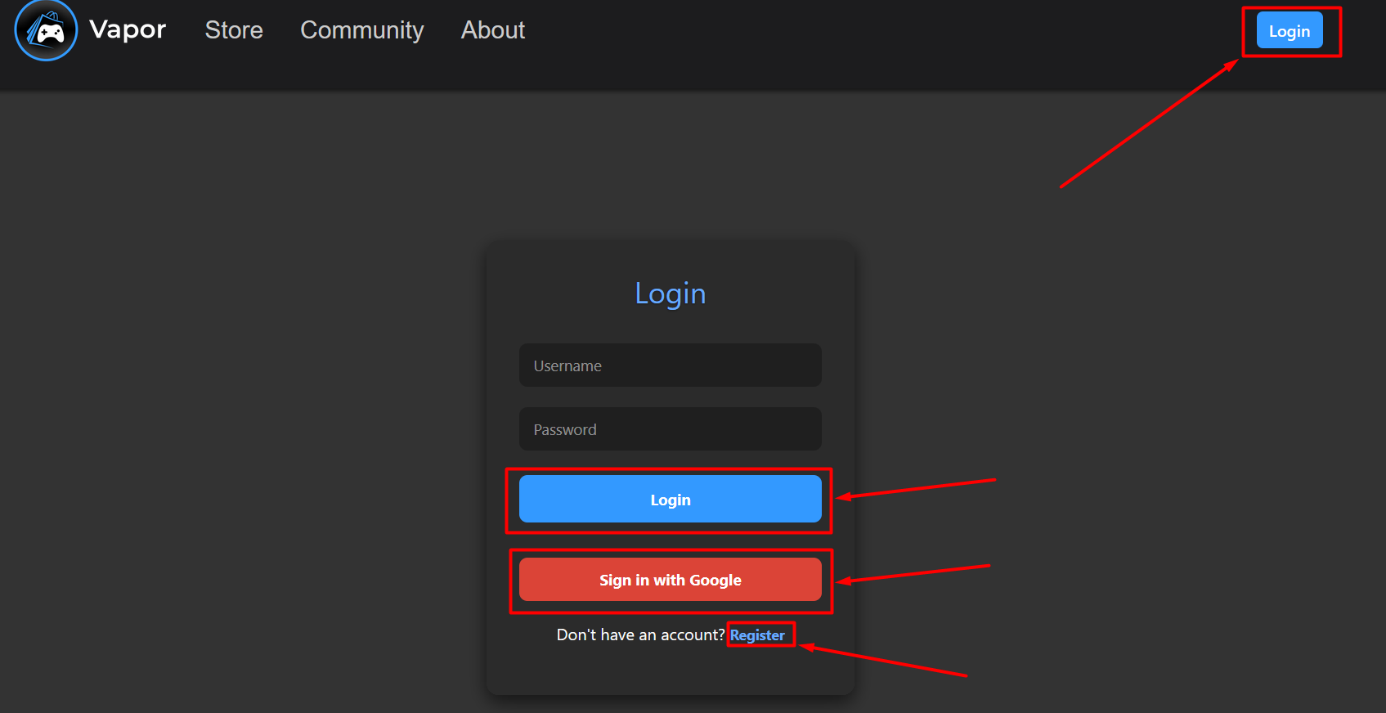 Vapor Store Community About Login
Login
Username
Password
Login
Sign in with Google
Don't have an account? Register